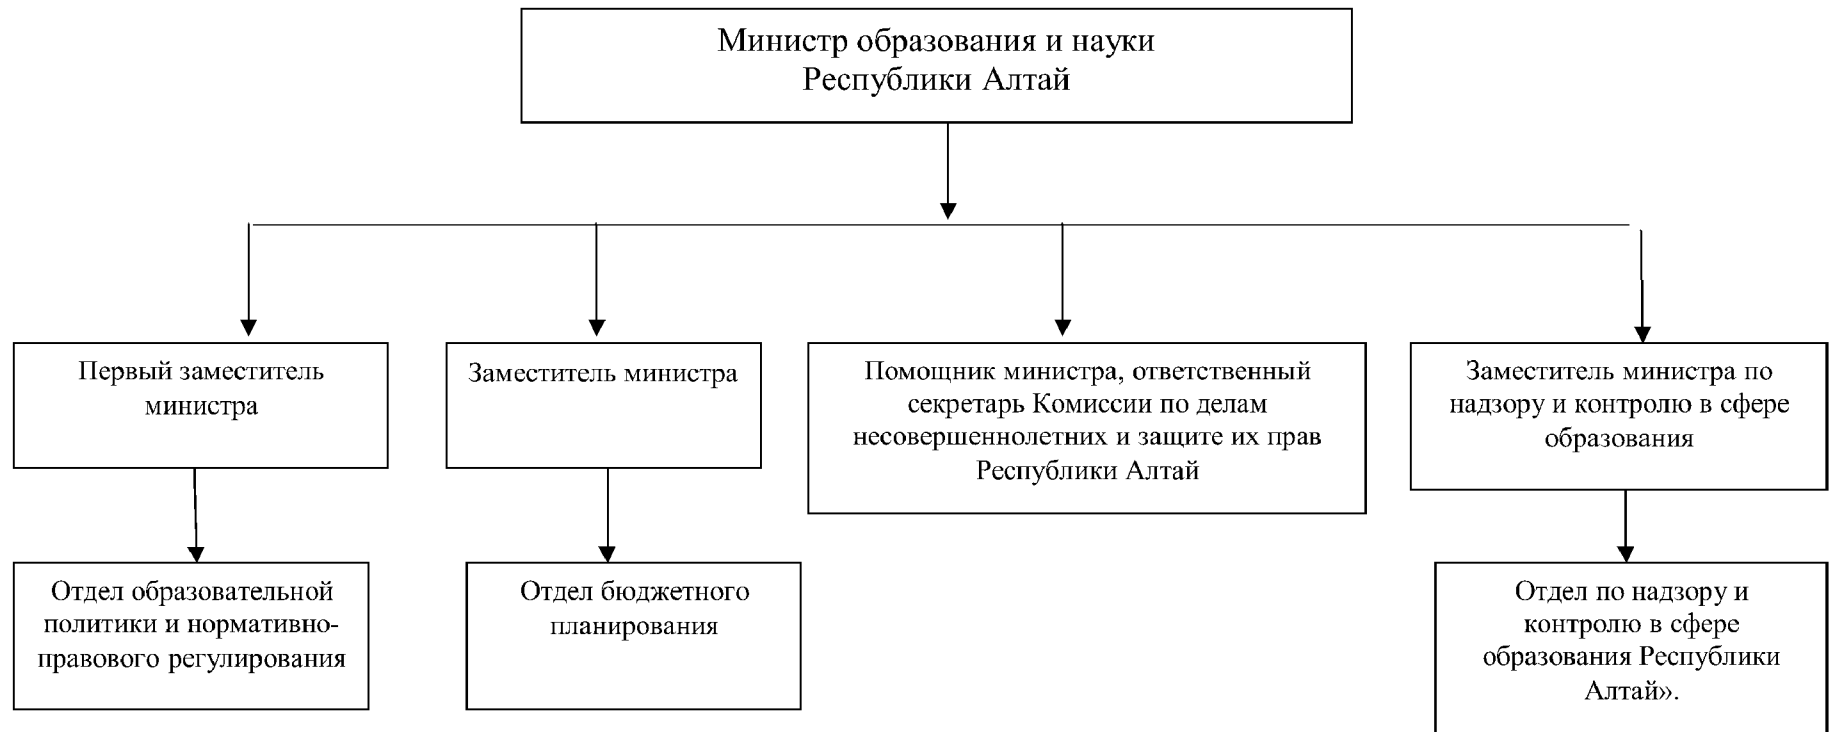 Министр образования и науки
Республики Алтай
Первый заместитель
министра
Заместитель министра
Помощник министра, ответственный
секретарь Комиссии по делам
несовершеннолетних и защите их прав
Республики Алтай
Заместитель министра по
надзору и контролю в сфере
образования
Отдел образовательной
политики и нормативно-
правового регулирования
Отдел бюджетного
планирования
Отдел по надзору и
контролю в сфере
образования Республики
Алтай».